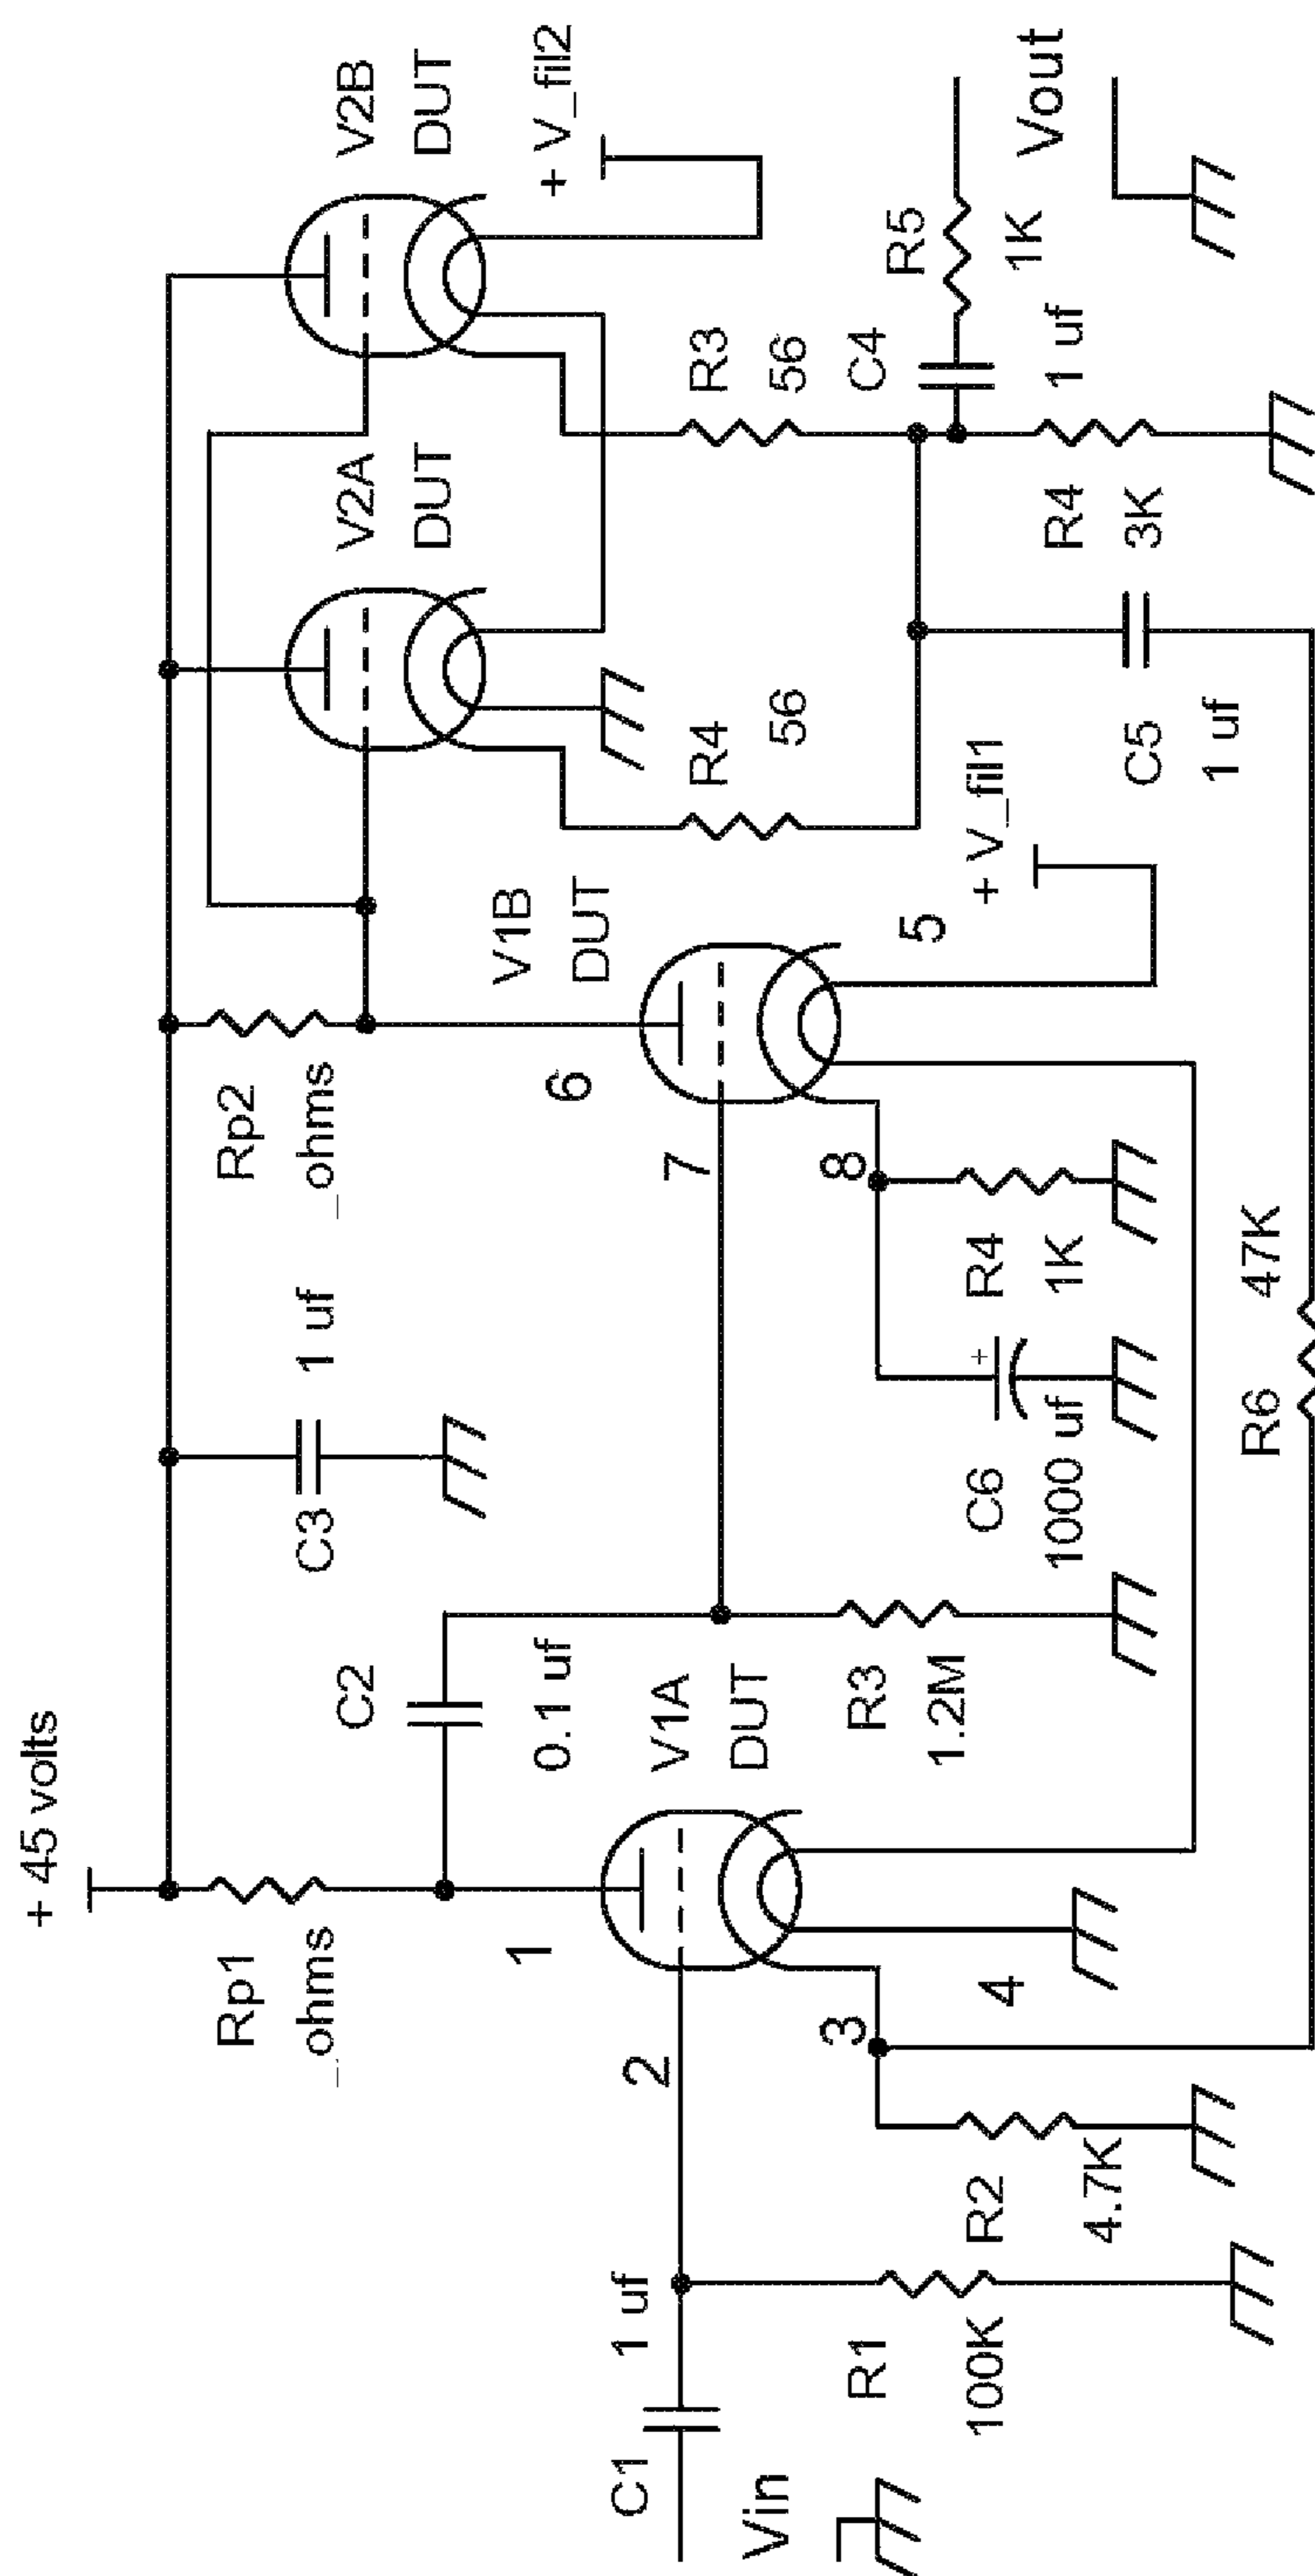 + 45 volts
Rp1
_ohms
C2
0.1 uf
C3
1 uf
Rp2
_ohms
V2A
DUT
V2B
DUT
+ V_fil2
1
2
3
4
V1A
DUT
6
7
8
5
V1B
DUT
C1
1 uf
Vin
R1
100K
R2
4.7K
R3
1.2M
C6
+
1000 uf
R4
1K
+ V_fil1
R4
56
R3
56
C4
1 uf
R5
1K
Vout
R4
3K
C5
1 uf
R6
47K